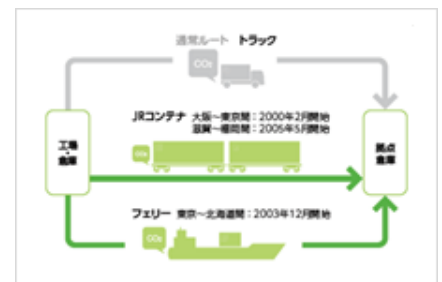 通常ルート トラック
CO2
JRコンテナ 大阪～東京間：2000年2月開始
滋賀～福岡間：2005年5月開始
工場・倉庫
CO2
拠点倉庫
フェリー 東京～北海道間：2003年12月開始
CO2